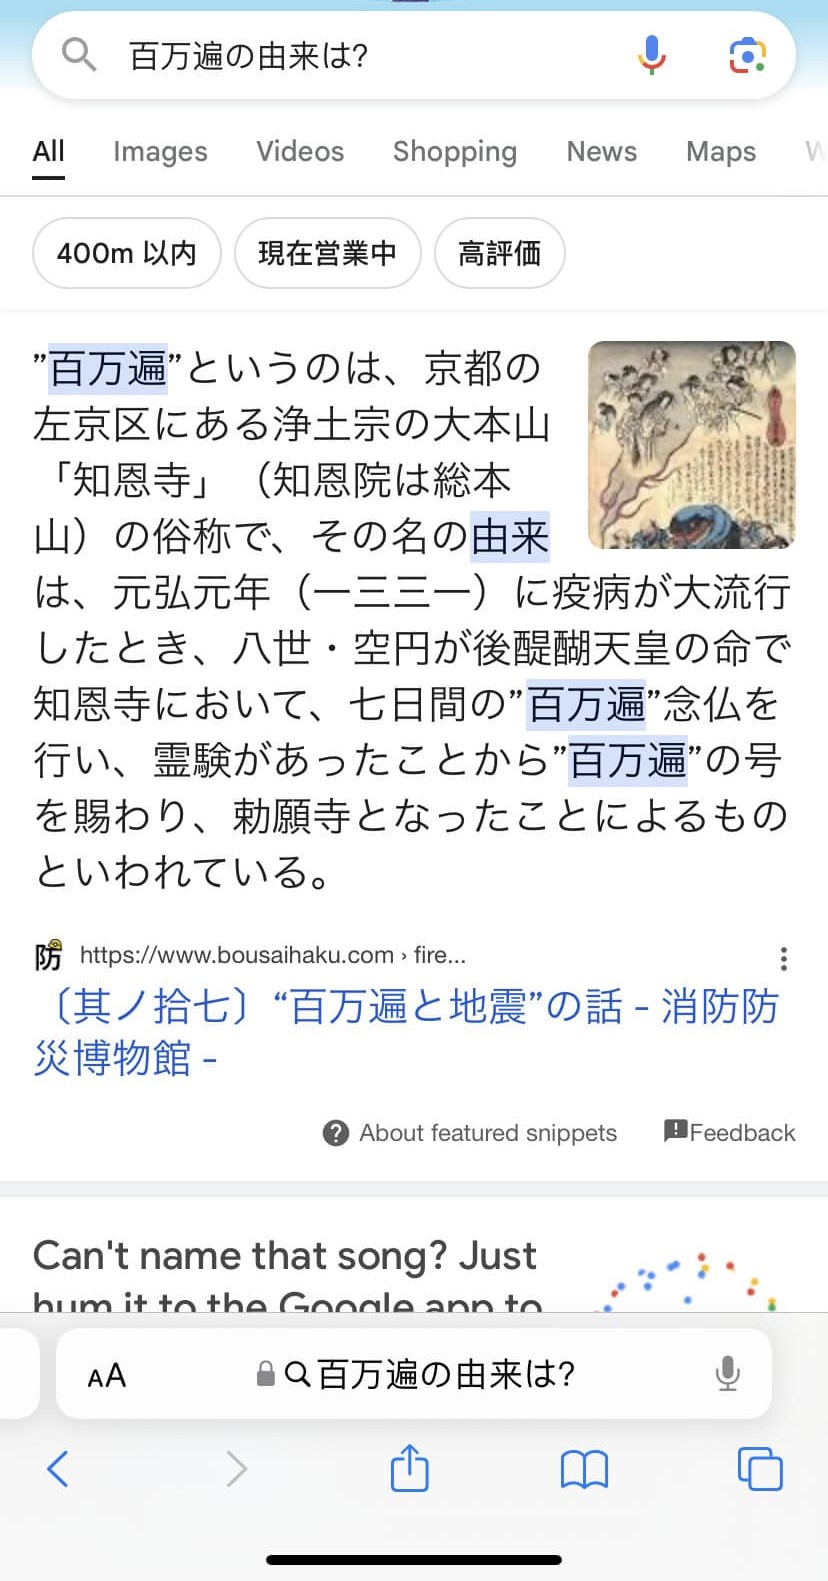 百万遍の由来は?
All Images Videos Shopping News Maps
400m 以内 現在営業中 高評価
”百万遍”というのは、京都の
左京区にある浄土宗の大本山
「知恩寺」（知恩院は総本
山）の俗称で、その名の由来
は、元弘元年（一三三一）に疫病が大流行
したとき、八世・空円が後醍醐天皇の命で
知恩寺において、七日間の”百万遍”念仏を
行い、霊験があったことから”百万遍”の号
を賜わり、勅願寺となったことによるもの
といわれている。
防 https://www.bousaihaku.com › fire...
〔其ノ拾七〕“百万遍と地震”の話 - 消防防
災博物館 -
About featured snippets Feedback
Can't name that song? Just
hum it to the Google app to
AA 百万遍の由来は?